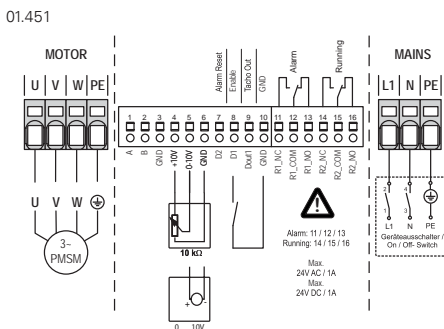 01.451
MOTOR
U V W PE
U V W
3~
PMSM
Alarm Reset
Enable
Tacho Out
GND
Alarm
Running
1 2 3 4 5 6 7 8 9 10 11 12 13 14 15 16
A
B
GND
+10V
0-10V
GND
D2
D1
Dout1
GND
R1_NC
R1_COM
R1_NO
R2_NC
R2_COM
R2_NO
10 kΩ
+ -
0 10V
Alarm: 11 / 12 / 13
Running: 14 / 15 / 16
Max.
24V AC / 1A
Max.
24V DC / 1A
MAINS
L1 N PE
2 4
1 3
L1 N PE
Geräteausschalter /
On / Off- Switch